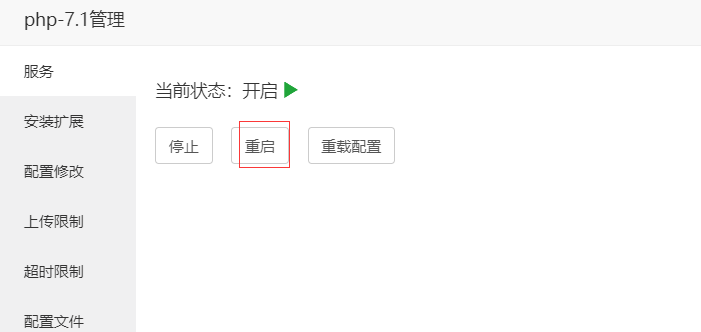 php-7.1管理
服务
当前状态：开启
安装扩展
停止 重启 重载配置
配置修改
上传限制
超时限制
配置文件